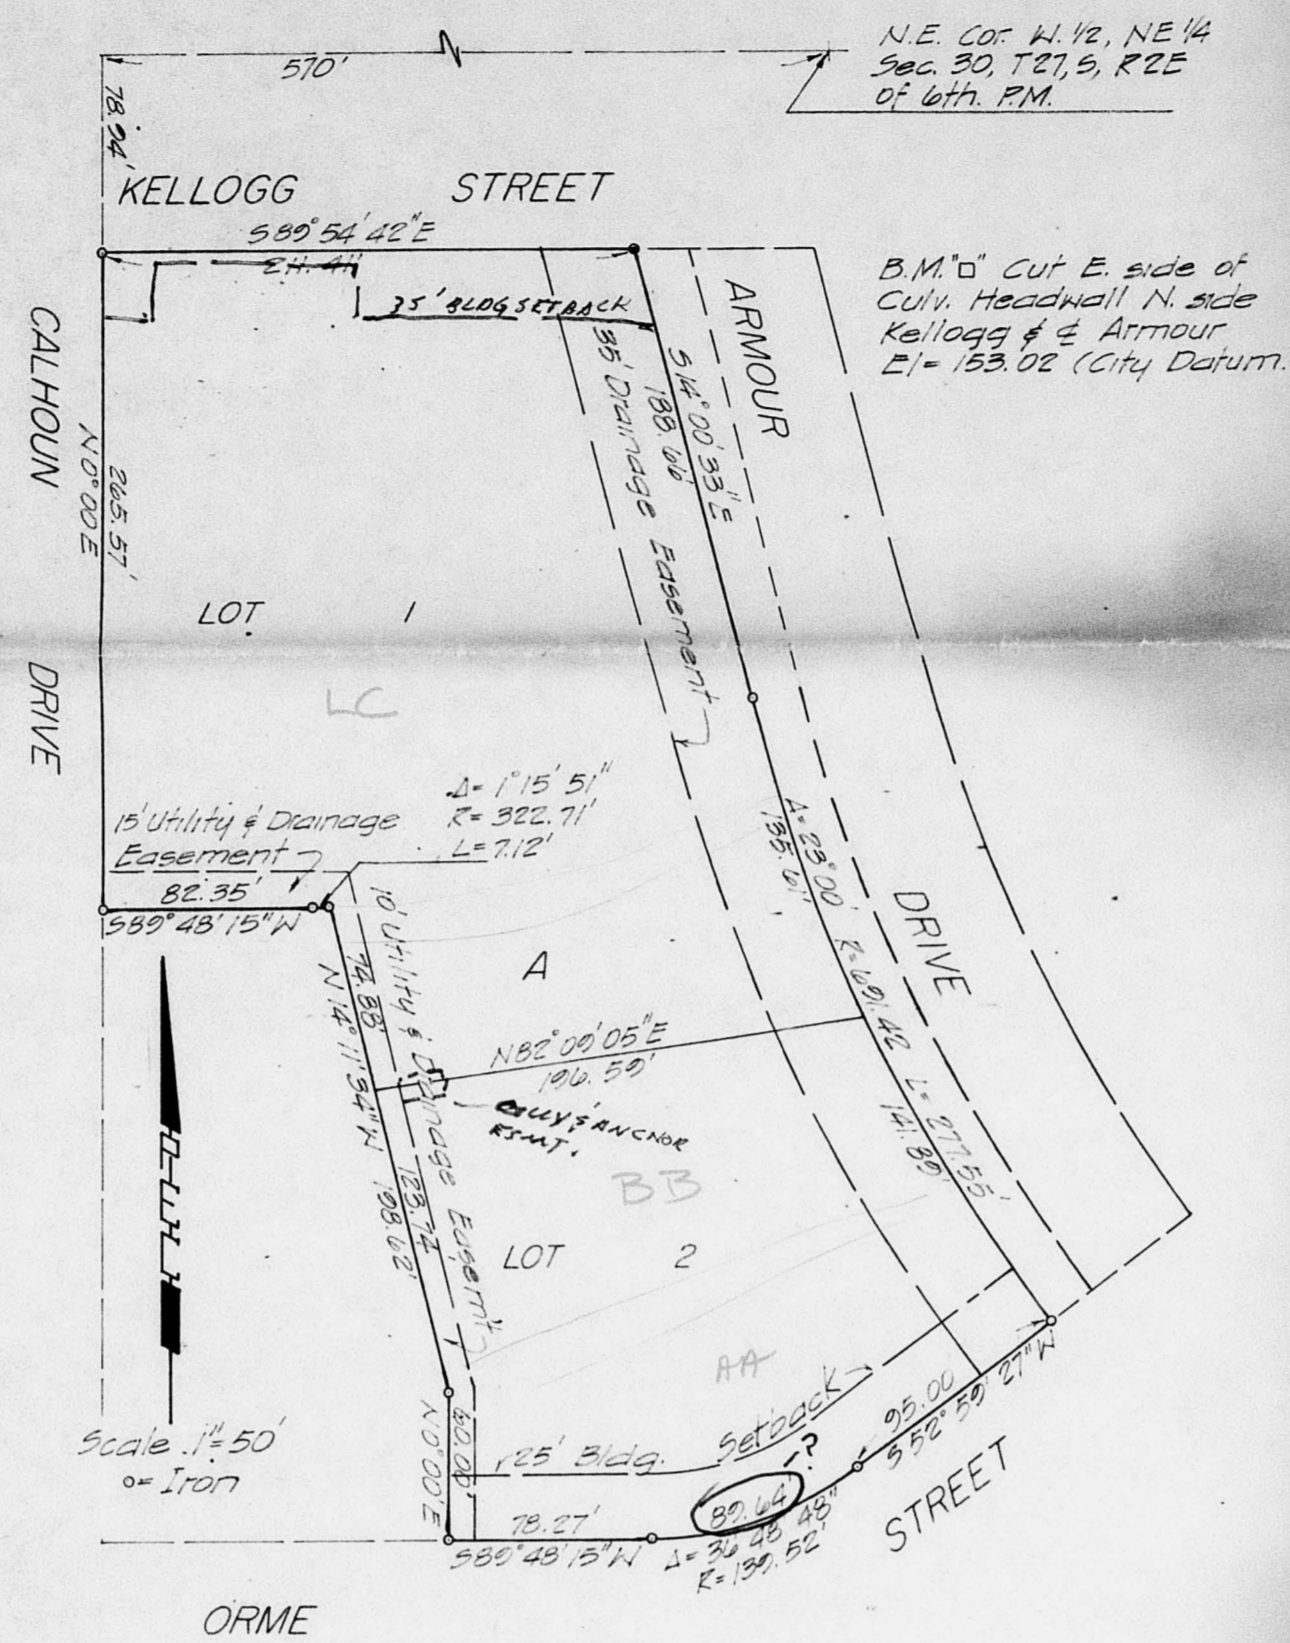 N.E. Cor. W. 1/2, NE 1/4
Sec. 30, T27,S, R2E
of 6th. P.M.
570'
78.94'
KELLOGG STREET
S89°54'42"E
211.41'
35' BLDG SETBACK
B.M."□" Cut E. side of
Culv. Headwall N. side
Kellogg & ℄ Armour
El= 153.02 (City Datum.
CALHOUN DRIVE
N0°00'E
265.57'
ARMOUR DRIVE
S14°00'33"E
188.66'
35' Drainage Easement
LOT 1
LC
Δ= 1°15'51"
R= 322.71'
L= 7.12'
15' Utility & Drainage
Easement
82.35'
S89°48'15"W
10' Utility & Drainage Easem't
Δ=23°00' R=691.42 L=277.55'
135.61'
141.89'
A
74.88'
N14°11'34"W 198.62'
123.74'
N82°09'05"E
196.59'
GUY & ANCHOR
ESMT.
BB
LOT 2
AA
Scale 1"=50'
o= Iron
N0°00'E
60.00'
25' Bldg. Setback
95.00
S52°59'27"W
-?
89.64'
78.27'
S89°48'15"W
Δ=36°48'48"
R=139.52'
ORME STREET